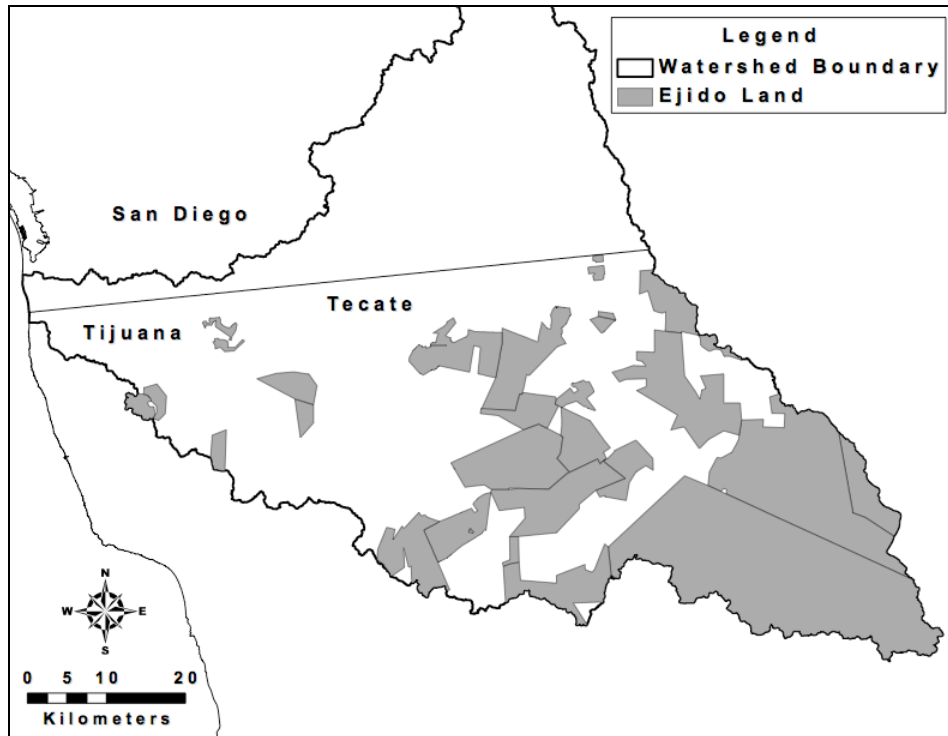 Legend
Watershed Boundary
Ejido Land
San Diego
Tecate
Tijuana
N
W E
S
0 5 10 20
Kilometers